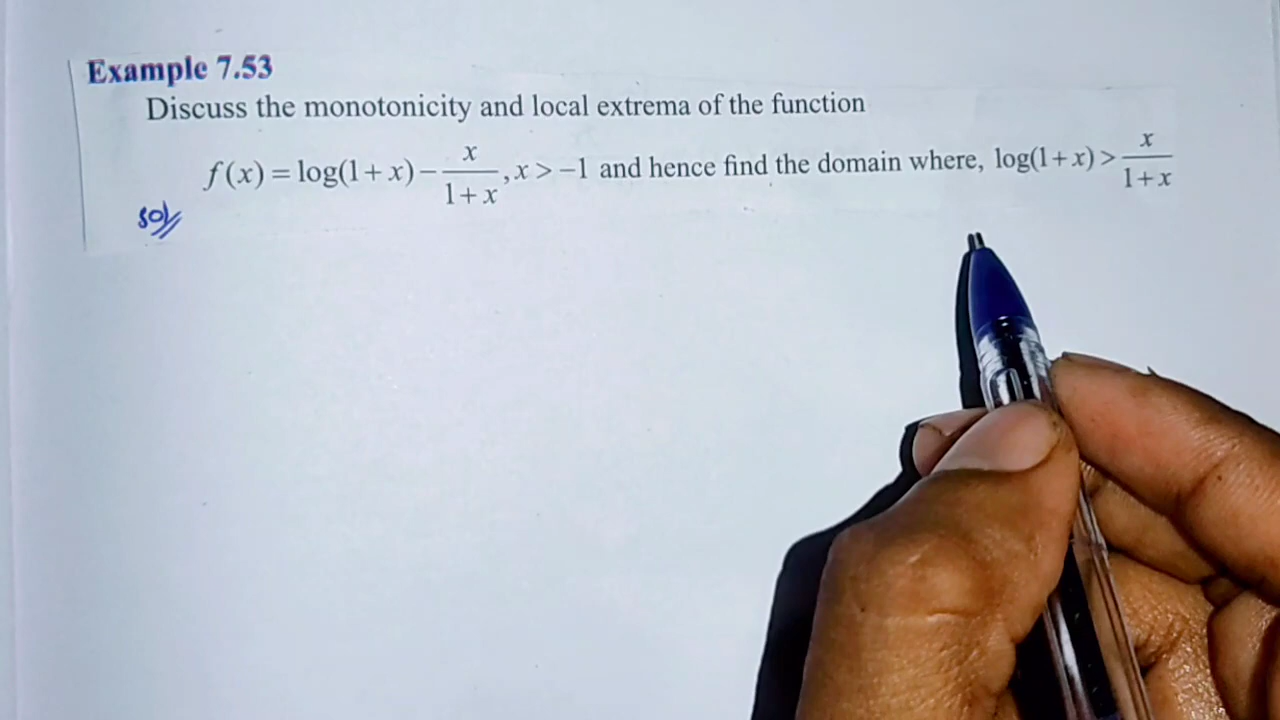 Example 7.53
Discuss the monotonicity and local extrema of the function
f(x) = log(1+x) − x/(1+x), x > −1 and hence find the domain where, log(1+x) > x/(1+x)
sol